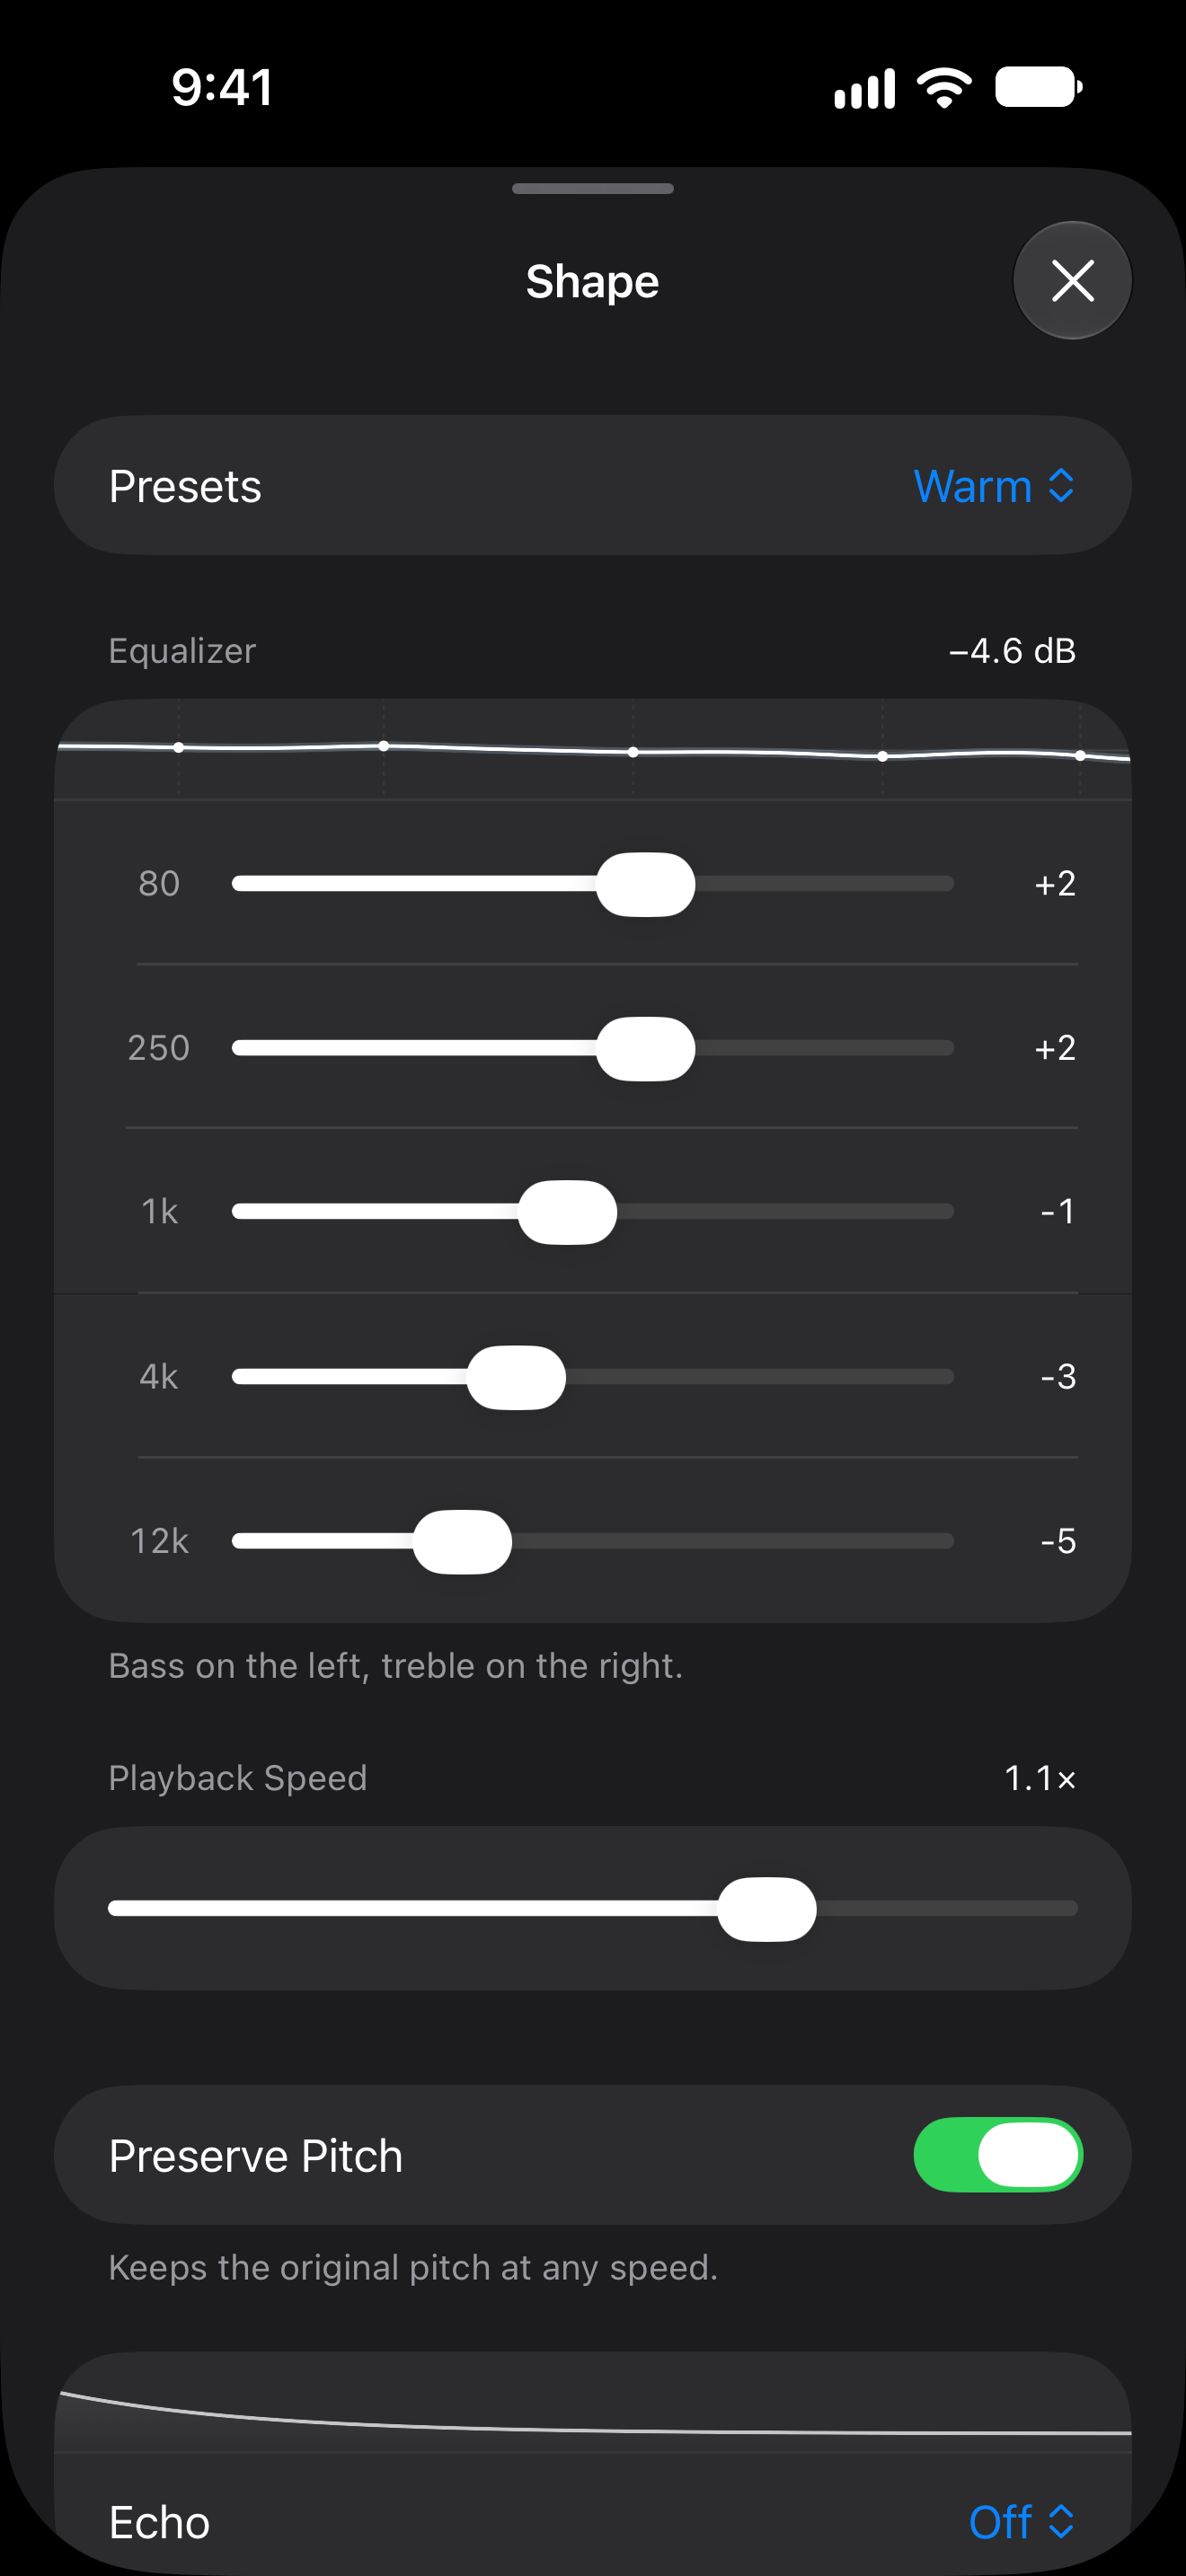 9:41
Shape
Presets Warm
Equalizer –4.6 dB
80 +2
250 +2
1k -1
4k -3
12k -5
Bass on the left, treble on the right.
Playback Speed 1.1×
Preserve Pitch
Keeps the original pitch at any speed.
Echo Off